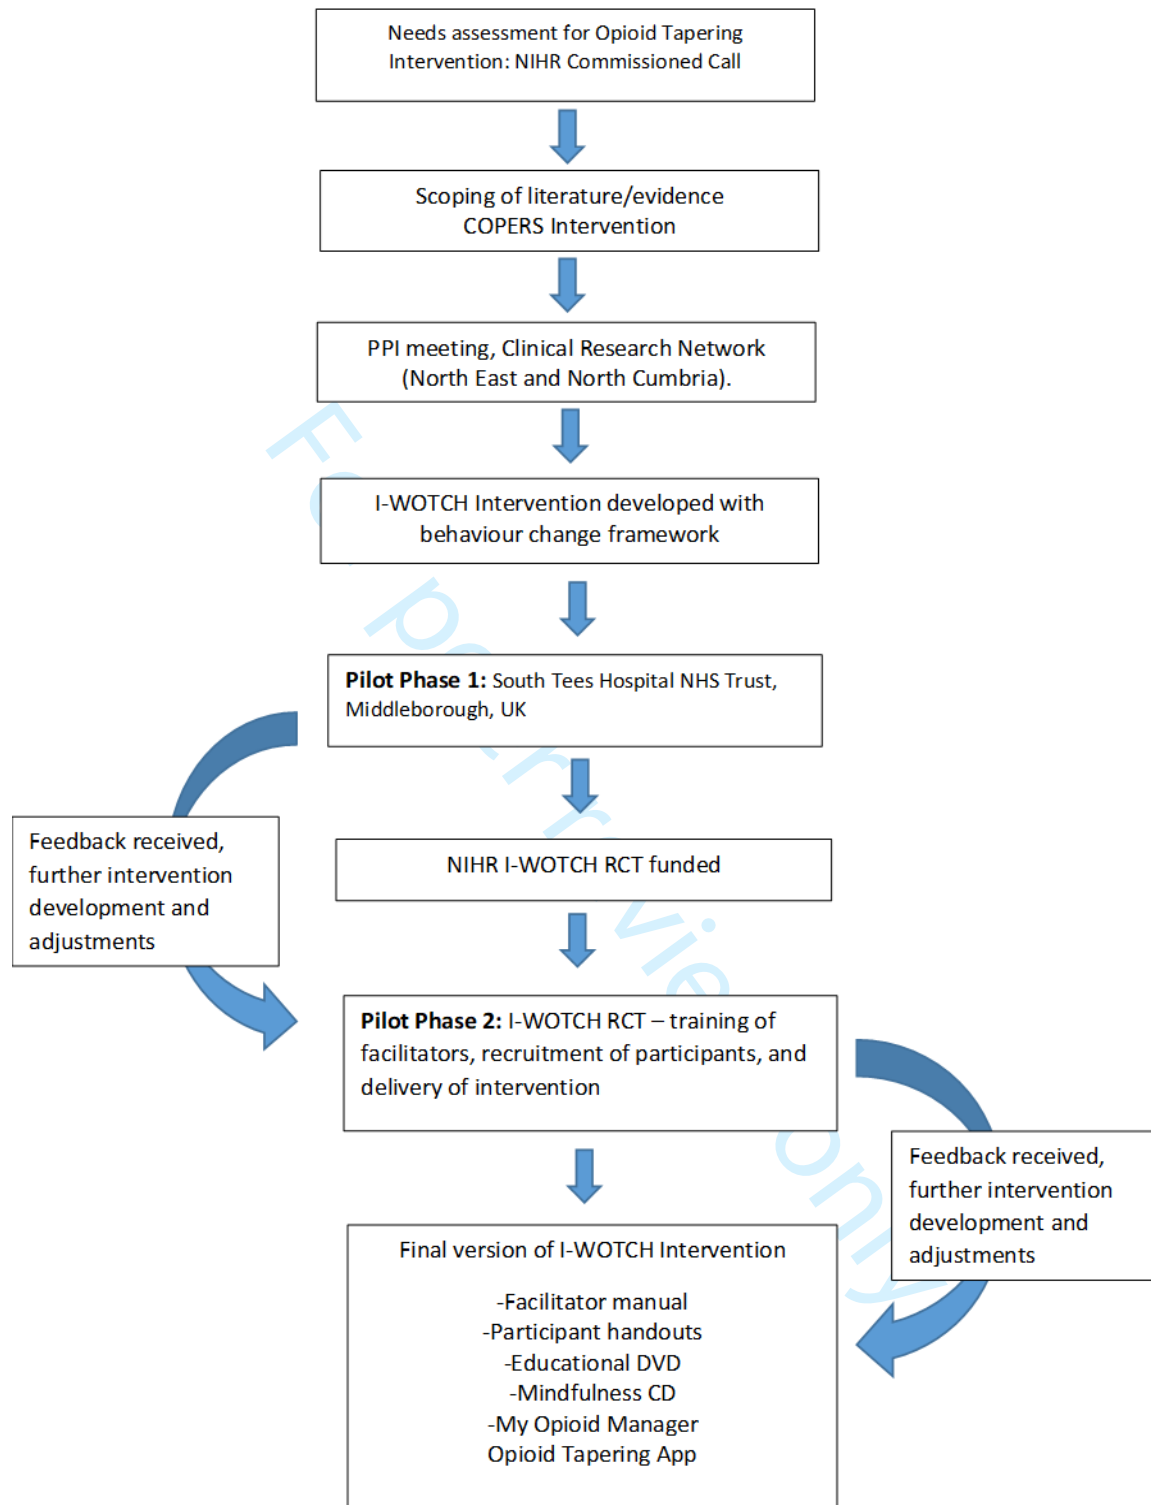 Needs assessment for Opioid Tapering
Intervention: NIHR Commissioned Call
Scoping of literature/evidence
COPERS Intervention
PPI meeting, Clinical Research Network
(North East and North Cumbria).
I-WOTCH Intervention developed with
behaviour change framework
Pilot Phase 1: South Tees Hospital NHS Trust,
Middleborough, UK
Feedback received,
further intervention
development and
adjustments
NIHR I-WOTCH RCT funded
Pilot Phase 2: I-WOTCH RCT – training of
facilitators, recruitment of participants, and
delivery of intervention
Feedback received,
further intervention
development and
adjustments
Final version of I-WOTCH Intervention
-Facilitator manual
-Participant handouts
-Educational DVD
-Mindfulness CD
-My Opioid Manager
Opioid Tapering App